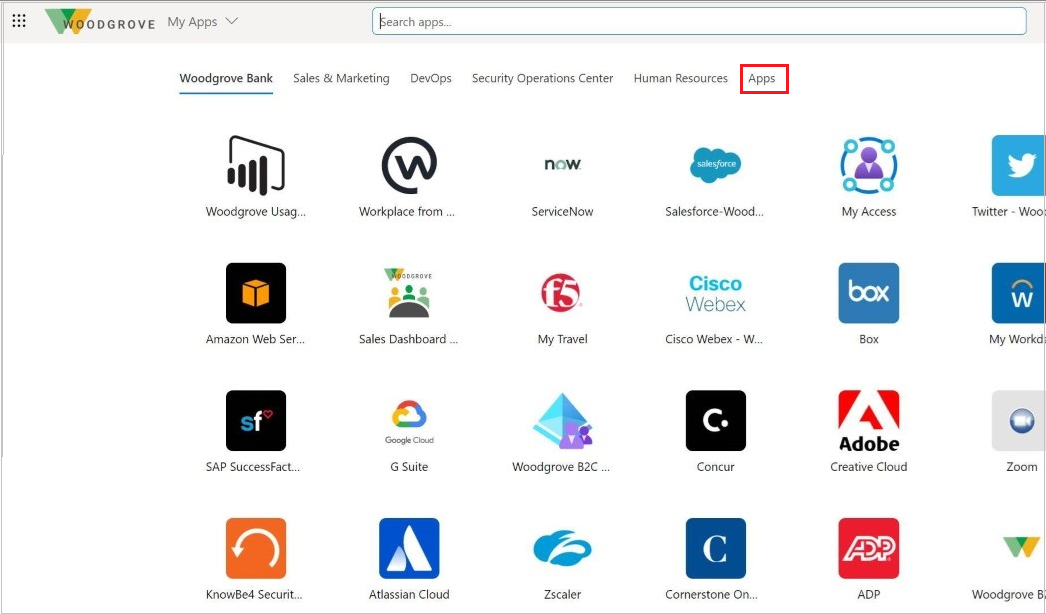 WOODGROVE My Apps Search apps...
Woodgrove Bank Sales & Marketing DevOps Security Operations Center Human Resources Apps
W now. salesforce
Woodgrove Usag... Workplace from ... ServiceNow Salesforce-Wood... My Access Twitter - Woo
WOODGROVE f5 Cisco Webex box W
Amazon Web Ser... Sales Dashboard ... My Travel Cisco Webex - W... Box My Workd
sf Google Cloud C. Adobe
SAP SuccessFact... G Suite Woodgrove B2C ... Concur Creative Cloud Zoom
C ADP
KnowBe4 Securit... Atlassian Cloud Zscaler Cornerstone On... ADP Woodgrove B